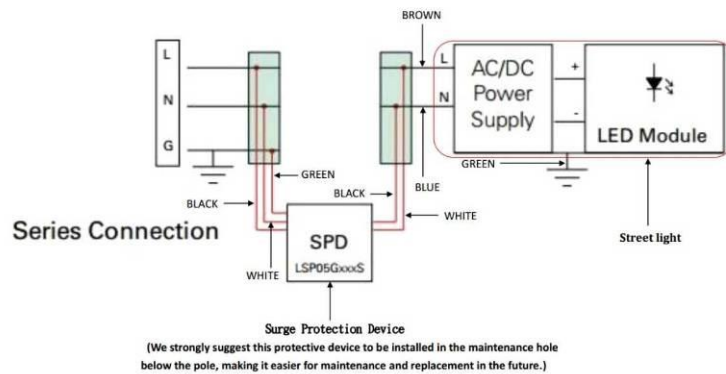 BROWN
L
N
G
L
N
AC/DC
Power
Supply
+
-
LED Module
GREEN
GREEN
BLUE
BLACK
BLACK
WHITE
WHITE
Street light
Series Connection
SPD
LSP05GxxxS
Surge Protection Device
(We strongly suggest this protective device to be installed in the maintenance hole
below the pole, making it easier for maintenance and replacement in the future.)